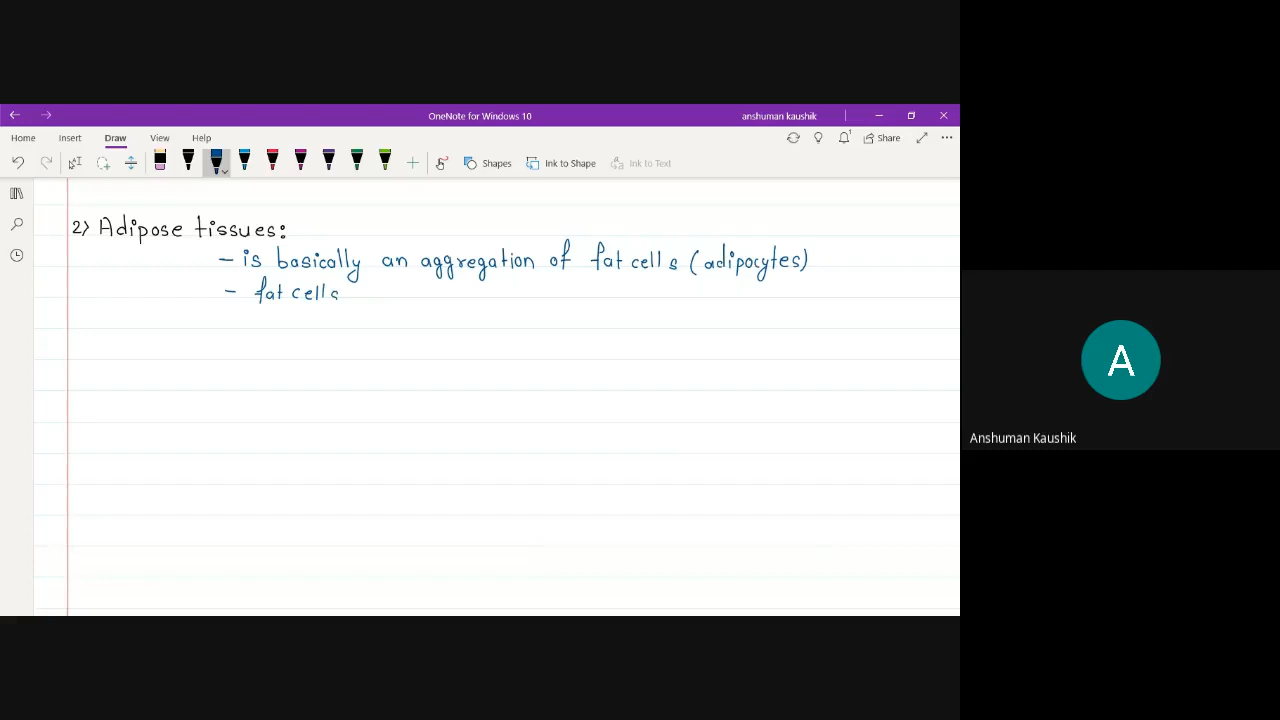 OneNote for Windows 10
anshuman kaushik
Home Insert Draw View Help
Share
Shapes Ink to Shape Ink to Text
2) Adipose tissues:
- is basically an aggregation of fat cells (adipocytes)
- fat cells
A
Anshuman Kaushik